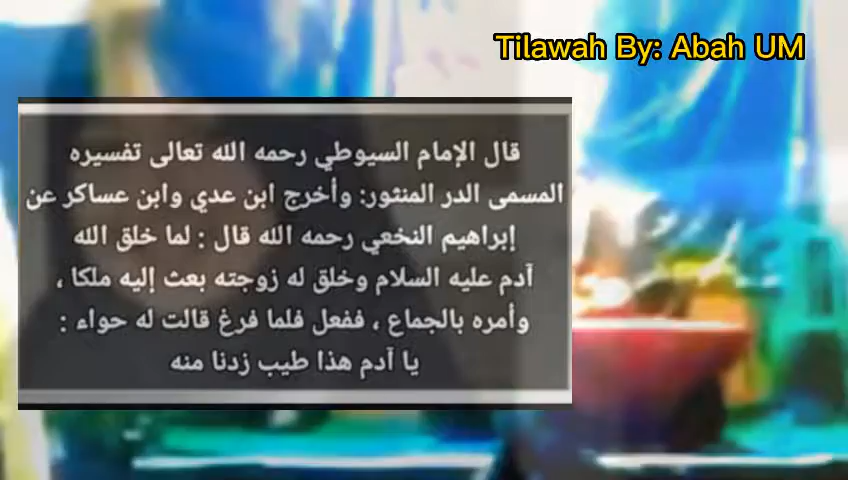 Tilawah By: Abah UM
قال الإمام السيوطي رحمه الله تعالى تفسيره
المسمى الدر المنثور: وأخرج ابن عدي وابن عساكر عن
إبراهيم النخعي رحمه الله قال : لما خلق الله
آدم عليه السلام وخلق له زوجته بعث إليه ملكا ،
وأمره بالجماع ، ففعل فلما فرغ قالت له حواء :
يا آدم هذا طيب زدنا منه